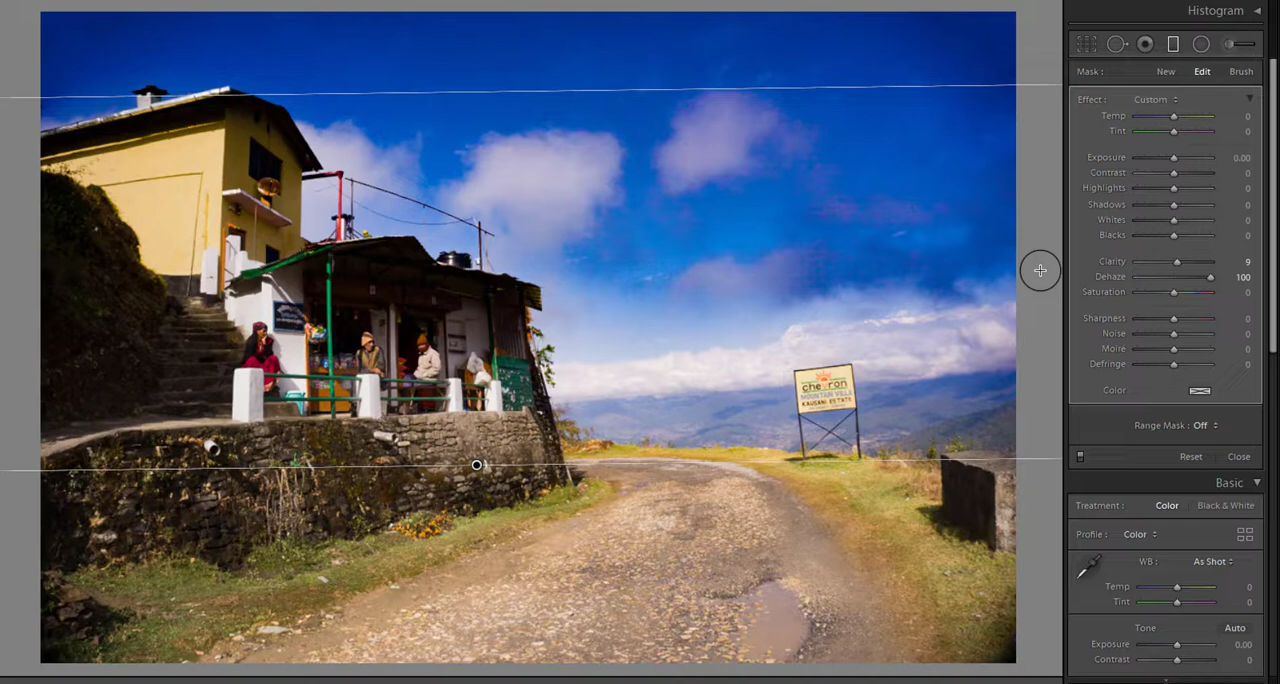 Histogram
Mask : New Edit Brush
Effect : Custom
Temp 0
Tint 0
Exposure 0.00
Contrast 0
Highlights 0
Shadows 0
Whites 0
Blacks 0
Clarity 9
Dehaze 100
Saturation 0
Sharpness 0
Noise 0
Moire 0
Defringe 0
Color
Range Mask : Off
Reset Close
Basic
Treatment : Color Black & White
Profile : Color
WB : As Shot
Temp 0
Tint 0
Tone Auto
Exposure 0.00
Contrast 0
chevron
MOUNTAIN VILLA
KAUSANI ESTATE